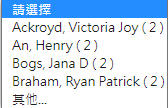 請選擇
Ackroyd, Victoria Joy ( 2 )
An, Henry ( 2 )
Bogs, Jana D ( 2 )
Braham, Ryan Patrick ( 2 )
其他...